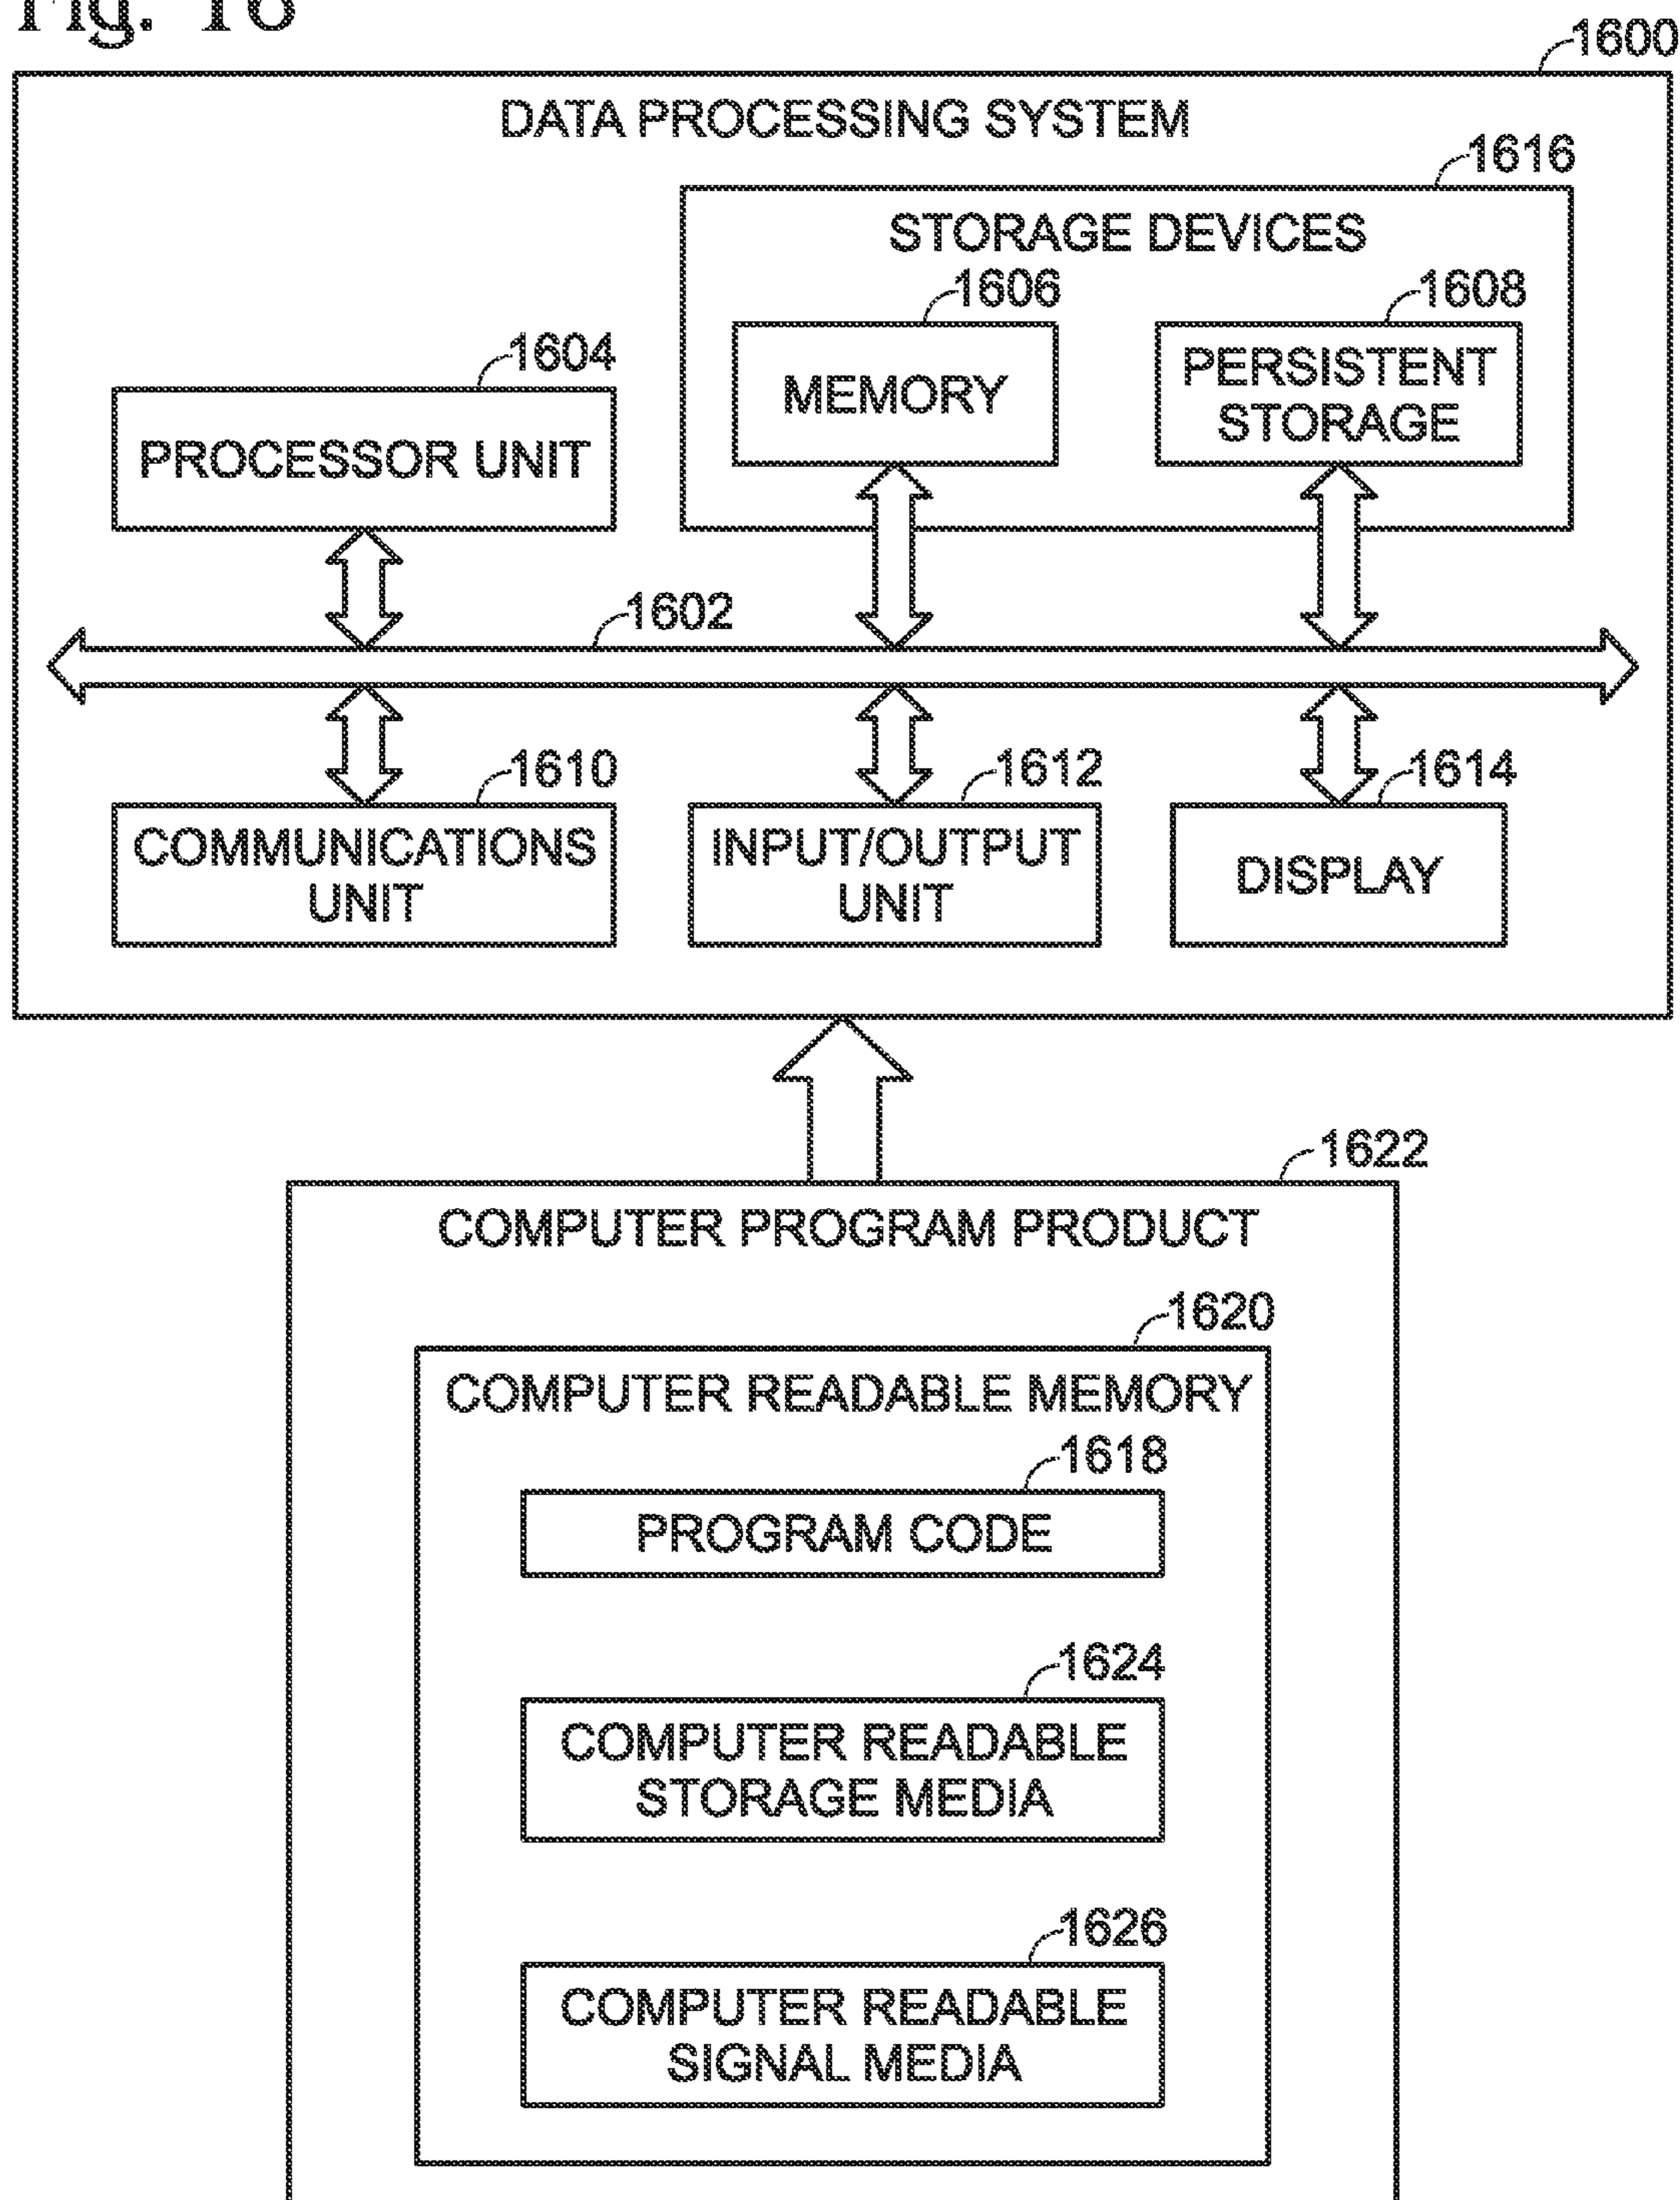 Fig. 16
1600
DATA PROCESSING SYSTEM
1616
STORAGE DEVICES
1606
1608
1604
MEMORY
PERSISTENT
STORAGE
PROCESSOR UNIT
1602
1610
1612
1614
COMMUNICATIONS
UNIT
INPUT/OUTPUT
UNIT
DISPLAY
1622
COMPUTER PROGRAM PRODUCT
1620
COMPUTER READABLE MEMORY
1618
PROGRAM CODE
1624
COMPUTER READABLE
STORAGE MEDIA
1626
COMPUTER READABLE
SIGNAL MEDIA